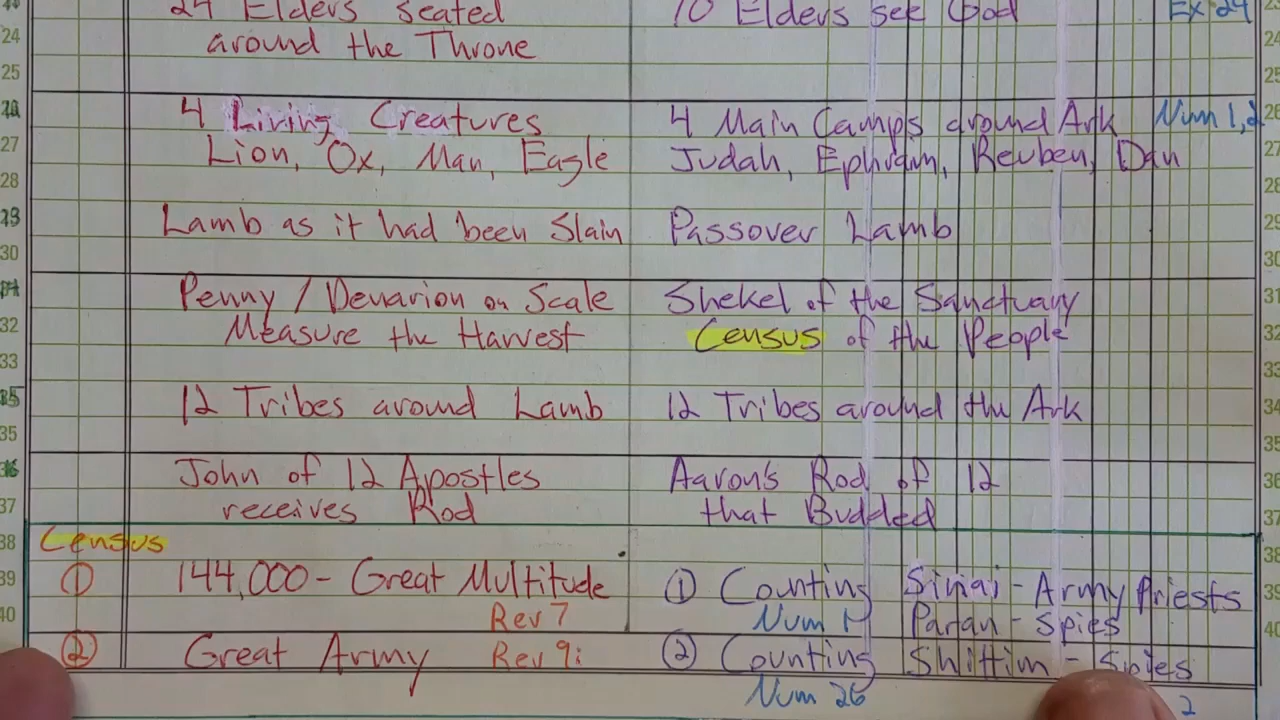 24 Elders seated 70 Elders see God Ex 24
around the Throne
4 Living Creatures 4 Main Camps around Ark Num 1,2
Lion, Ox, Man, Eagle Judah, Ephraim, Reuben, Dan
Lamb as it had been Slain Passover Lamb
Penny / Denarion on Scale Shekel of the Sanctuary
Measure the Harvest Census of the People
12 Tribes around Lamb 12 Tribes around the Ark
John of 12 Apostles Aaron's Rod of 12
receives Rod that Budded
Census
① 144,000 - Great Multitude ① Counting Sinai - Army Priests
Rev 7 Num 1 Paran - Spies
② Great Army Rev 9: ② Counting Shittim - Spies
Num 26 2